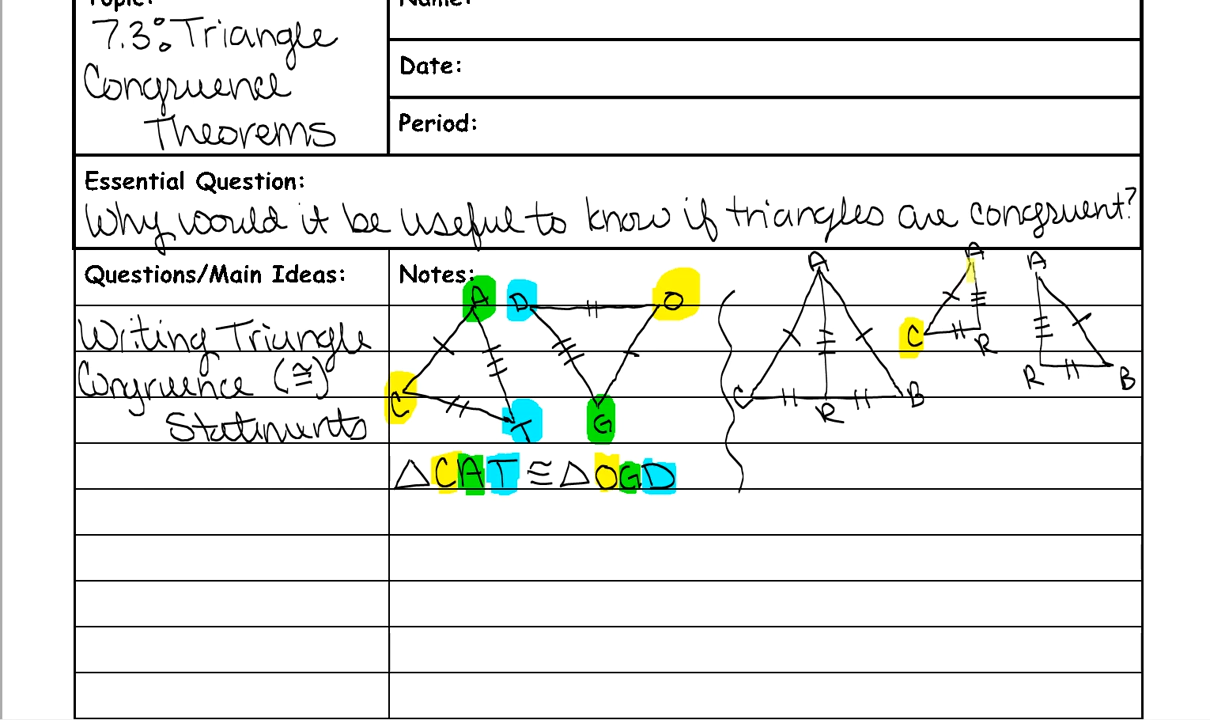 Topic:
7.3: Triangle
Congruence
Theorems
Name:
Date:
Period:
Essential Question:
Why would it be useful to know if triangles are congruent?
Questions/Main Ideas:
Notes:
Writing Triangle
Congruence (≅)
Statements
A D O
C T G
△CAT ≅ △OGD
A
C R B
A
C R
A
R B